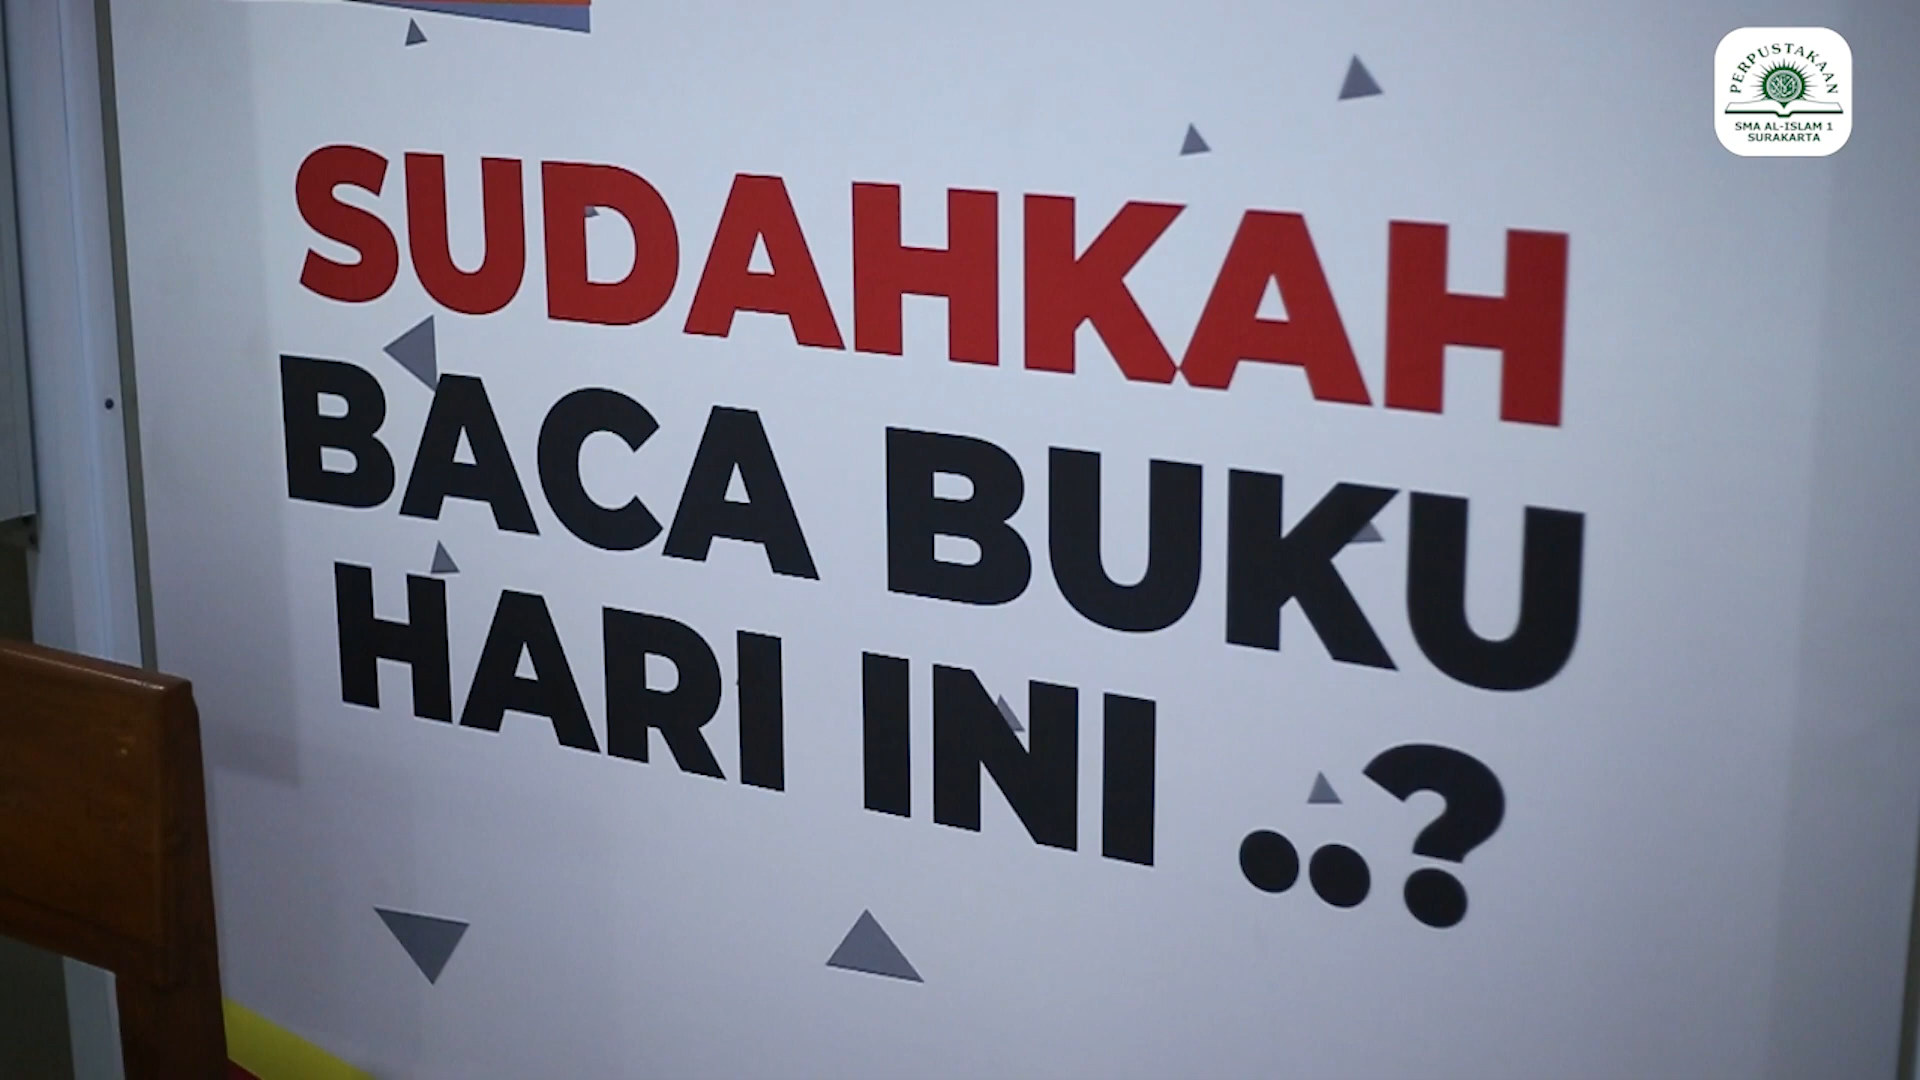 SUDAHKAH
BACA BUKU
HARI INI ..?
PERPUSTAKAAN
SMA AL-ISLAM 1
SURAKARTA